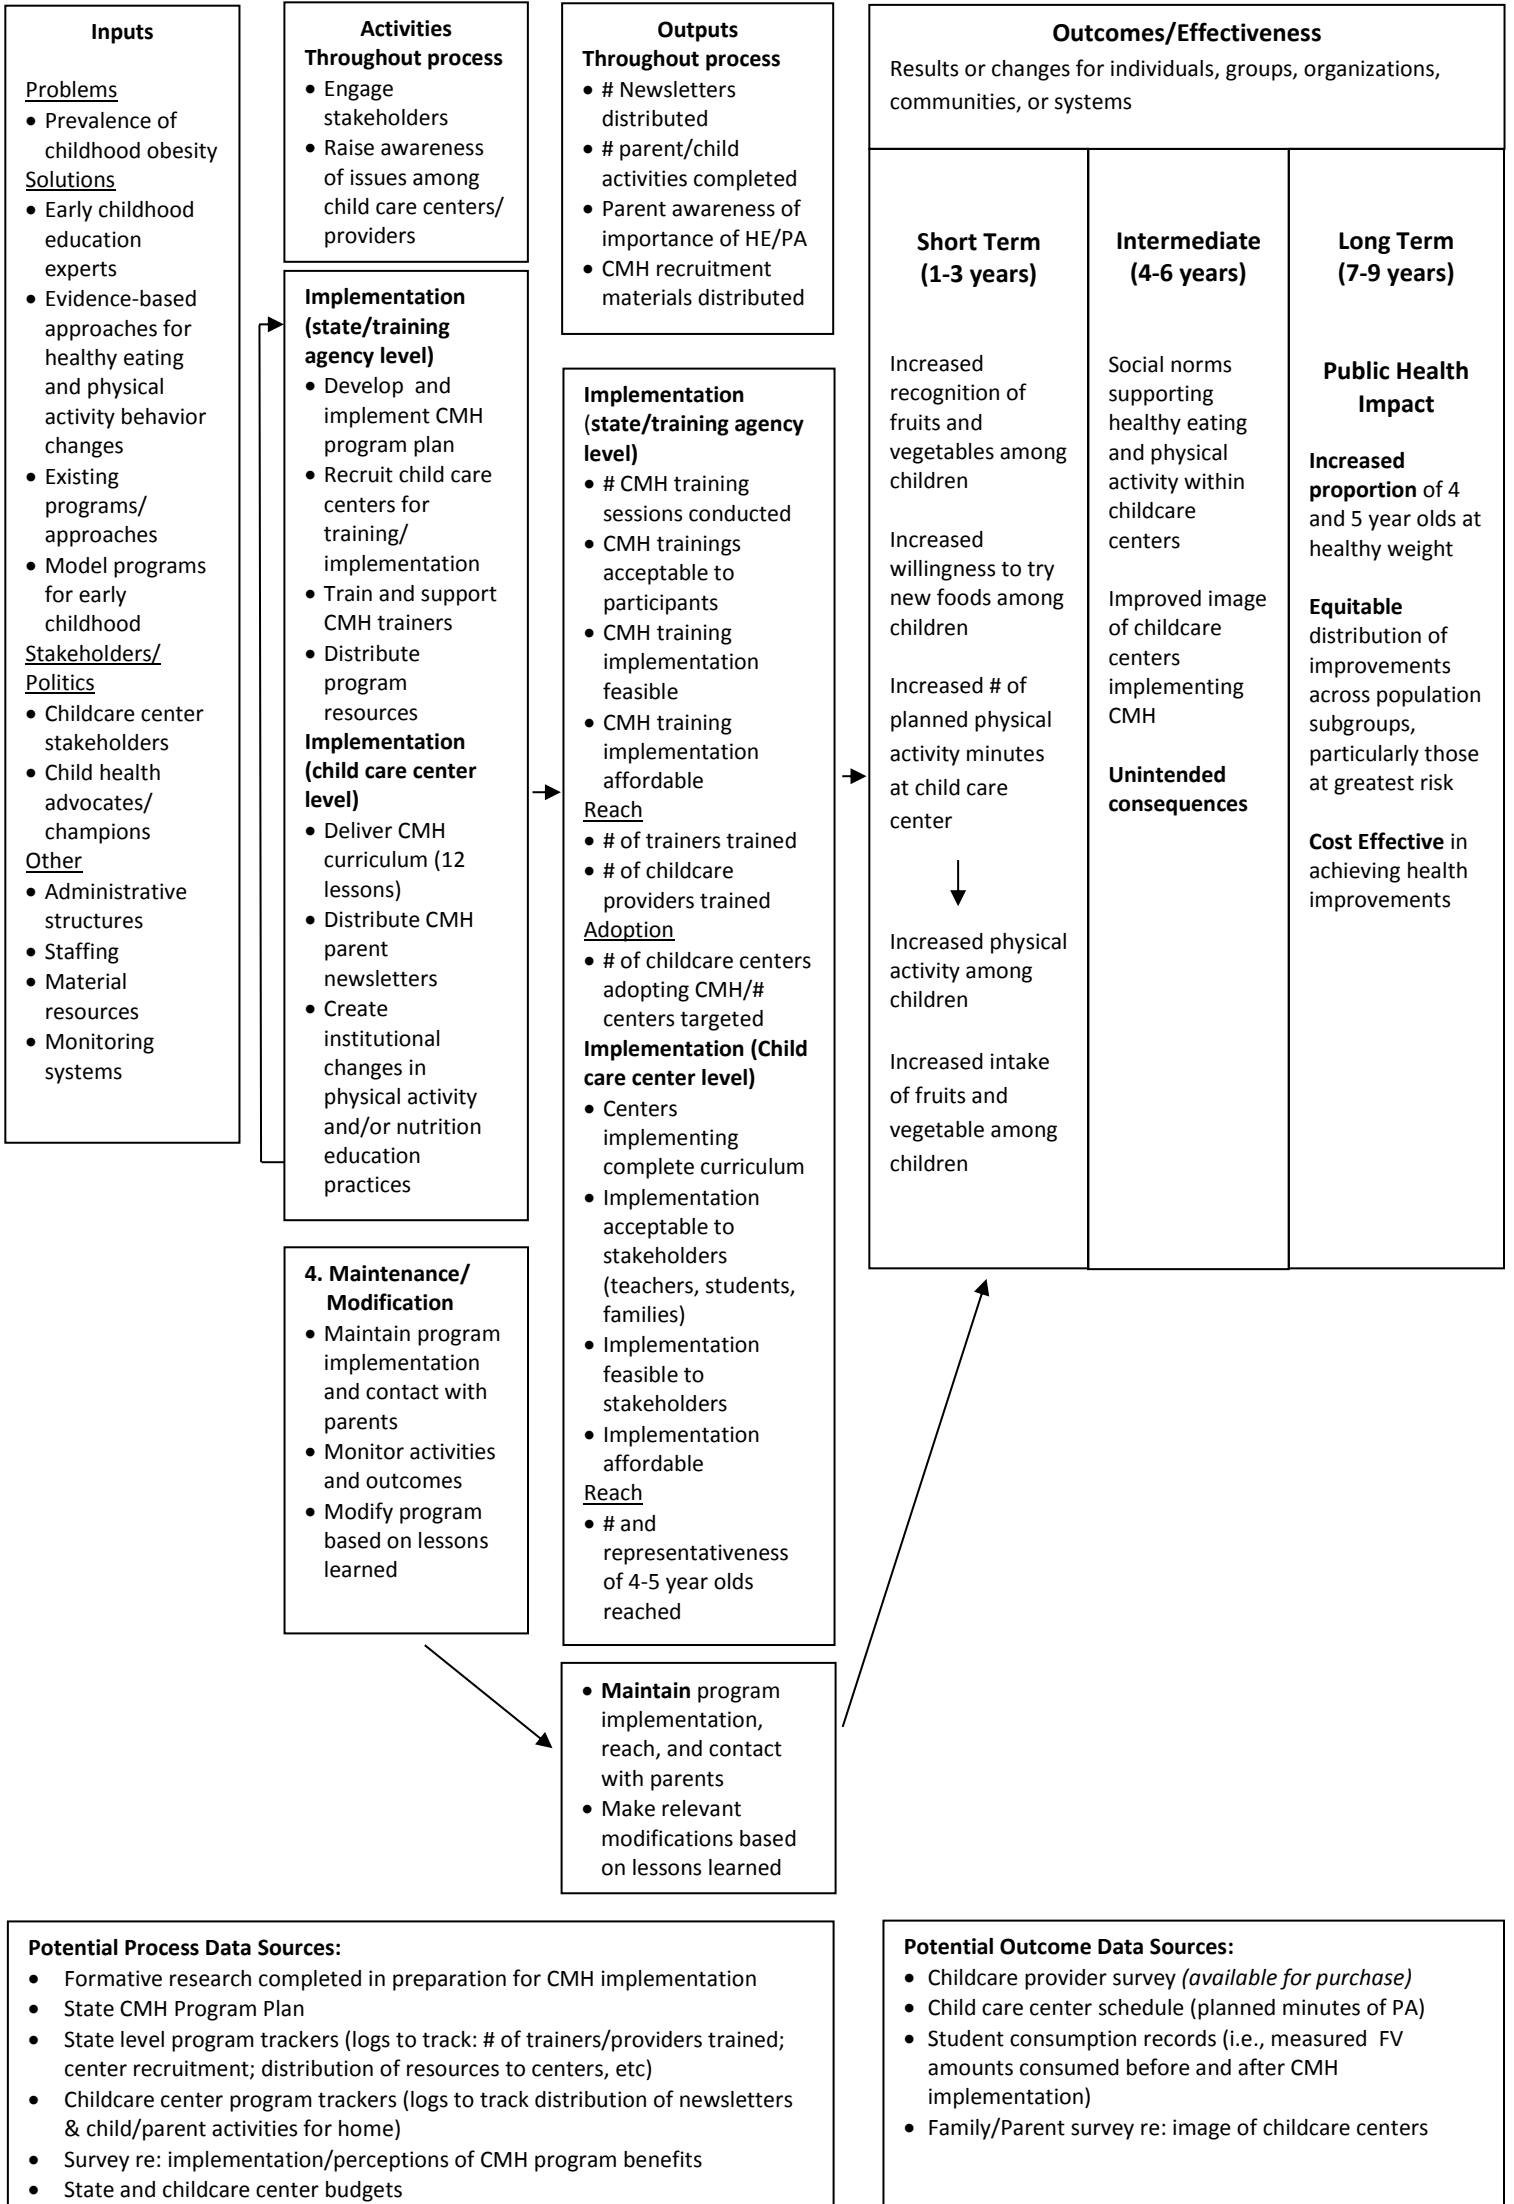 Inputs
Problems
• Prevalence of
childhood obesity
Solutions
• Early childhood
education
experts
• Evidence-based
approaches for
healthy eating
and physical
activity behavior
changes
• Existing
programs/
approaches
• Model programs
for early
childhood
Stakeholders/
Politics
• Childcare center
stakeholders
• Child health
advocates/
champions
Other
• Administrative
structures
• Staffing
• Material
resources
• Monitoring
systems
Activities
Throughout process
• Engage
stakeholders
• Raise awareness
of issues among
child care centers/
providers
Implementation
(state/training
agency level)
• Develop and
implement CMH
program plan
• Recruit child care
centers for
training/
implementation
• Train and support
CMH trainers
• Distribute
program
resources
Implementation
(child care center
level)
• Deliver CMH
curriculum (12
lessons)
• Distribute CMH
parent
newsletters
• Create
institutional
changes in
physical activity
and/or nutrition
education
practices
4. Maintenance/
Modification
• Maintain program
implementation
and contact with
parents
• Monitor activities
and outcomes
• Modify program
based on lessons
learned
Outputs
Throughout process
• # Newsletters
distributed
• # parent/child
activities completed
• Parent awareness of
importance of HE/PA
• CMH recruitment
materials distributed
Implementation
(state/training agency
level)
• # CMH training
sessions conducted
• CMH trainings
acceptable to
participants
• CMH training
implementation
feasible
• CMH training
implementation
affordable
Reach
• # of trainers trained
• # of childcare
providers trained
Adoption
• # of childcare centers
adopting CMH/#
centers targeted
Implementation (Child
care center level)
• Centers
implementing
complete curriculum
• Implementation
acceptable to
stakeholders
(teachers, students,
families)
• Implementation
feasible to
stakeholders
• Implementation
affordable
Reach
• # and
representativeness
of 4-5 year olds
reached
• Maintain program
implementation,
reach, and contact
with parents
• Make relevant
modifications based
on lessons learned
Outcomes/Effectiveness
Results or changes for individuals, groups, organizations,
communities, or systems
Short Term
(1-3 years)
Increased
recognition of
fruits and
vegetables among
children
Increased
willingness to try
new foods among
children
Increased # of
planned physical
activity minutes
at child care
center
Increased physical
activity among
children
Increased intake
of fruits and
vegetable among
children
Intermediate
(4-6 years)
Social norms
supporting
healthy eating
and physical
activity within
childcare
centers
Improved image
of childcare
centers
implementing
CMH
Unintended
consequences
Long Term
(7-9 years)
Public Health
Impact
Increased
proportion of 4
and 5 year olds at
healthy weight
Equitable
distribution of
improvements
across population
subgroups,
particularly those
at greatest risk
Cost Effective in
achieving health
improvements
Potential Process Data Sources:
• Formative research completed in preparation for CMH implementation
• State CMH Program Plan
• State level program trackers (logs to track: # of trainers/providers trained;
center recruitment; distribution of resources to centers, etc)
• Childcare center program trackers (logs to track distribution of newsletters
& child/parent activities for home)
• Survey re: implementation/perceptions of CMH program benefits
• State and childcare center budgets
Potential Outcome Data Sources:
• Childcare provider survey (available for purchase)
• Child care center schedule (planned minutes of PA)
• Student consumption records (i.e., measured FV
amounts consumed before and after CMH
implementation)
• Family/Parent survey re: image of childcare centers